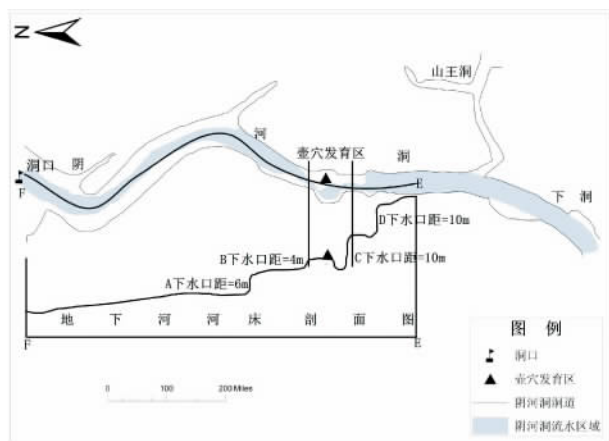 N
山王洞
壶穴发育区
河
洞
洞口
阴
F
E
下洞
D下水口距=10m
B下水口距=4m
C下水口距=10m
A下水口距=6m
地下河河床剖面图
F
E
0 100 200 Miles
图 例
洞口
壶穴发育区
阴河洞洞道
阴河洞流水区域